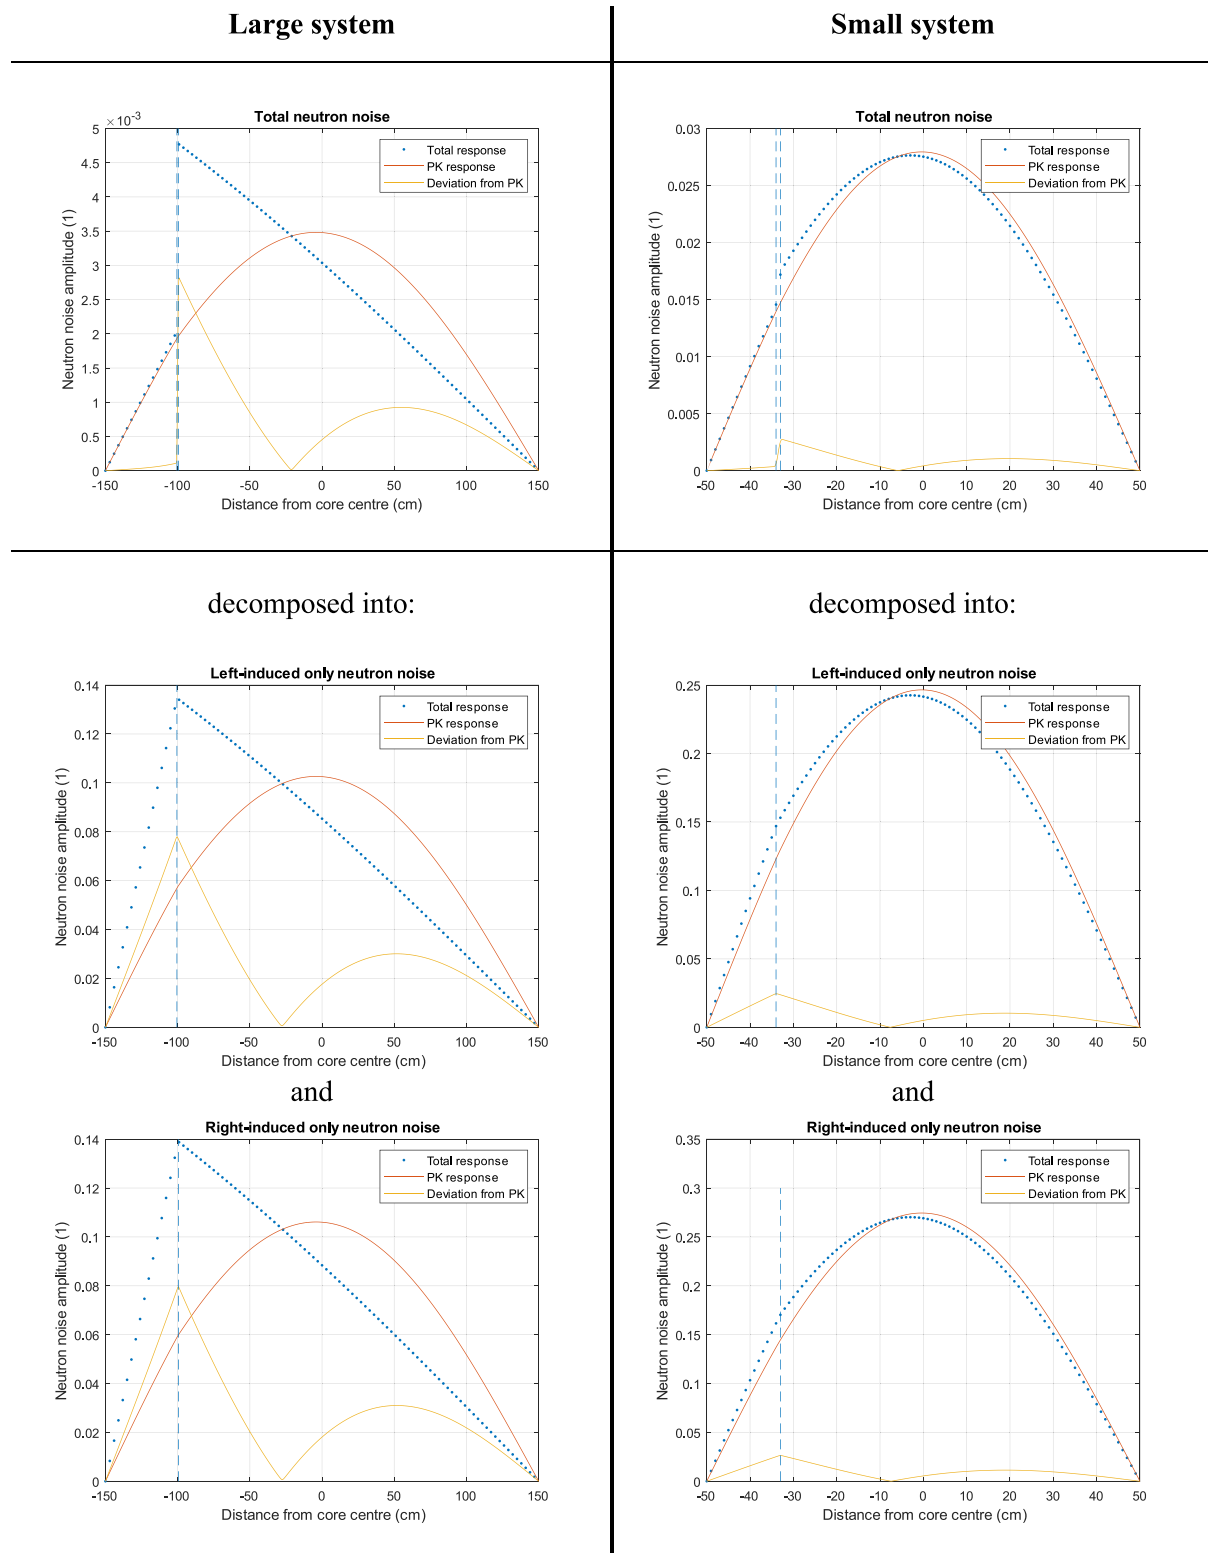 Large system
Small system
Total neutron noise
×10⁻³
Neutron noise amplitude (1)
5
4.5
4
3.5
3
2.5
2
1.5
1
0.5
0
Total response
PK response
Deviation from PK
-150 -100 -50 0 50 100 150
Distance from core centre (cm)
Total neutron noise
Neutron noise amplitude (1)
0.03
0.025
0.02
0.015
0.01
0.005
0
Total response
PK response
Deviation from PK
-50 -40 -30 -20 -10 0 10 20 30 40 50
Distance from core centre (cm)
decomposed into:
decomposed into:
Left-induced only neutron noise
Neutron noise amplitude (1)
0.14
0.12
0.1
0.08
0.06
0.04
0.02
0
Total response
PK response
Deviation from PK
-150 -100 -50 0 50 100 150
Distance from core centre (cm)
Left-induced only neutron noise
Neutron noise amplitude (1)
0.25
0.2
0.15
0.1
0.05
0
Total response
PK response
Deviation from PK
-50 -40 -30 -20 -10 0 10 20 30 40 50
Distance from core centre (cm)
and
and
Right-induced only neutron noise
Neutron noise amplitude (1)
0.14
0.12
0.1
0.08
0.06
0.04
0.02
0
Total response
PK response
Deviation from PK
-150 -100 -50 0 50 100 150
Distance from core centre (cm)
Right-induced only neutron noise
Neutron noise amplitude (1)
0.35
0.3
0.25
0.2
0.15
0.1
0.05
0
Total response
PK response
Deviation from PK
-50 -40 -30 -20 -10 0 10 20 30 40 50
Distance from core centre (cm)